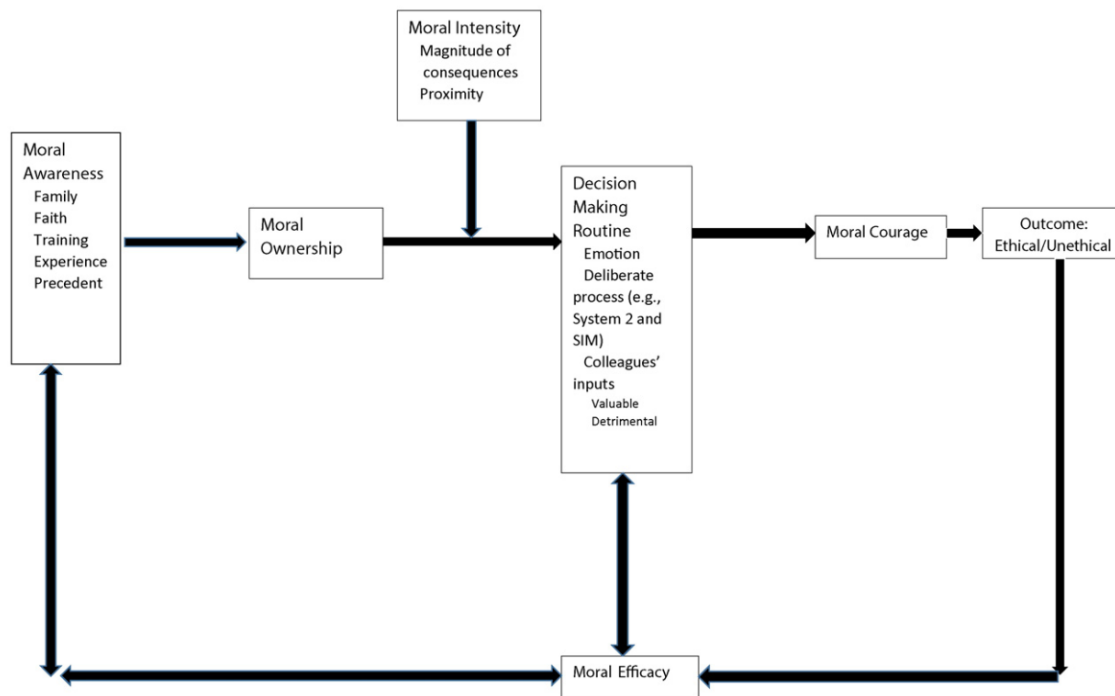 Moral Intensity
Magnitude of
consequences
Proximity
Moral
Awareness
Family
Faith
Training
Experience
Precedent
Moral
Ownership
Decision
Making
Routine
Emotion
Deliberate
process (e.g.,
System 2 and
SIM)
Colleagues’
inputs
Valuable
Detrimental
Moral Courage
Outcome:
Ethical/Unethical
Moral Efficacy